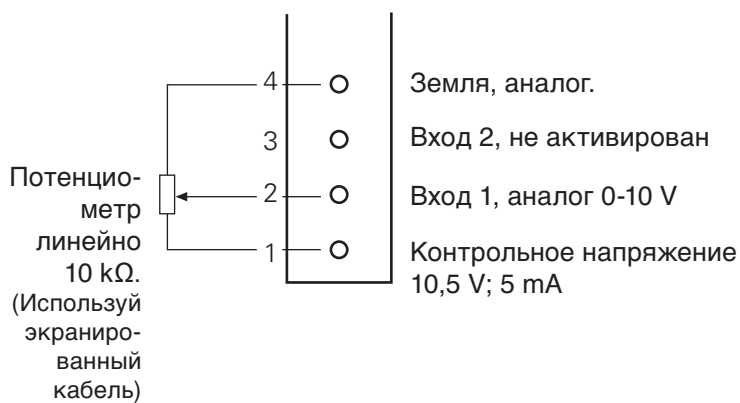 4 Земля, аналог.
3 Вход 2, не активирован
2 Вход 1, аналог 0-10 V
1 Контрольное напряжение
10,5 V; 5 mA
Потенцио-
метр
линейно
10 kΩ.
(Используй
экраниро-
ванный
кабель)